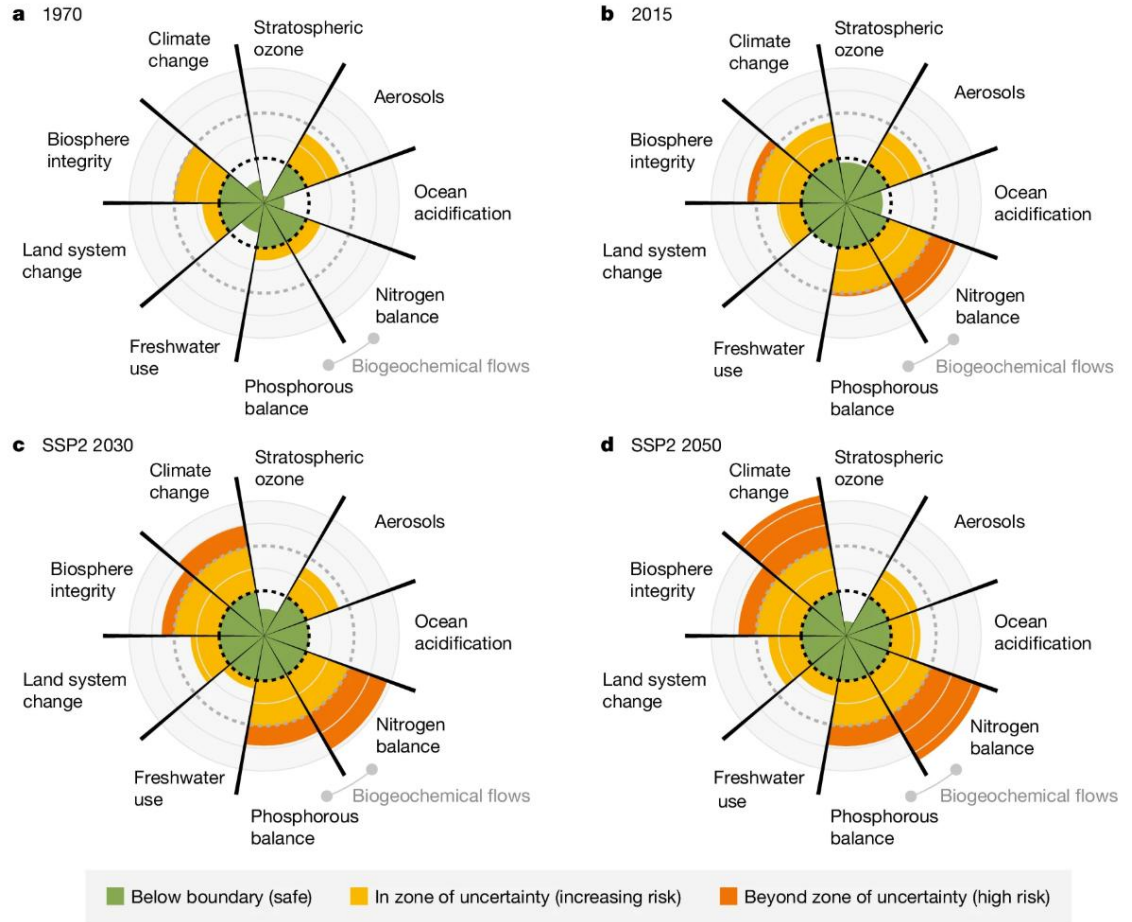 a 1970
Stratospheric
ozone
Climate
change
Aerosols
Biosphere
integrity
Ocean
acidification
Land system
change
Nitrogen
balance
Freshwater
use
Biogeochemical flows
Phosphorous
balance
b 2015
Stratospheric
ozone
Climate
change
Aerosols
Biosphere
integrity
Ocean
acidification
Land system
change
Nitrogen
balance
Freshwater
use
Biogeochemical flows
Phosphorous
balance
c SSP2 2030
Stratospheric
ozone
Climate
change
Aerosols
Biosphere
integrity
Ocean
acidification
Land system
change
Nitrogen
balance
Freshwater
use
Biogeochemical flows
Phosphorous
balance
d SSP2 2050
Stratospheric
ozone
Climate
change
Aerosols
Biosphere
integrity
Ocean
acidification
Land system
change
Nitrogen
balance
Freshwater
use
Biogeochemical flows
Phosphorous
balance
Below boundary (safe)
In zone of uncertainty (increasing risk)
Beyond zone of uncertainty (high risk)